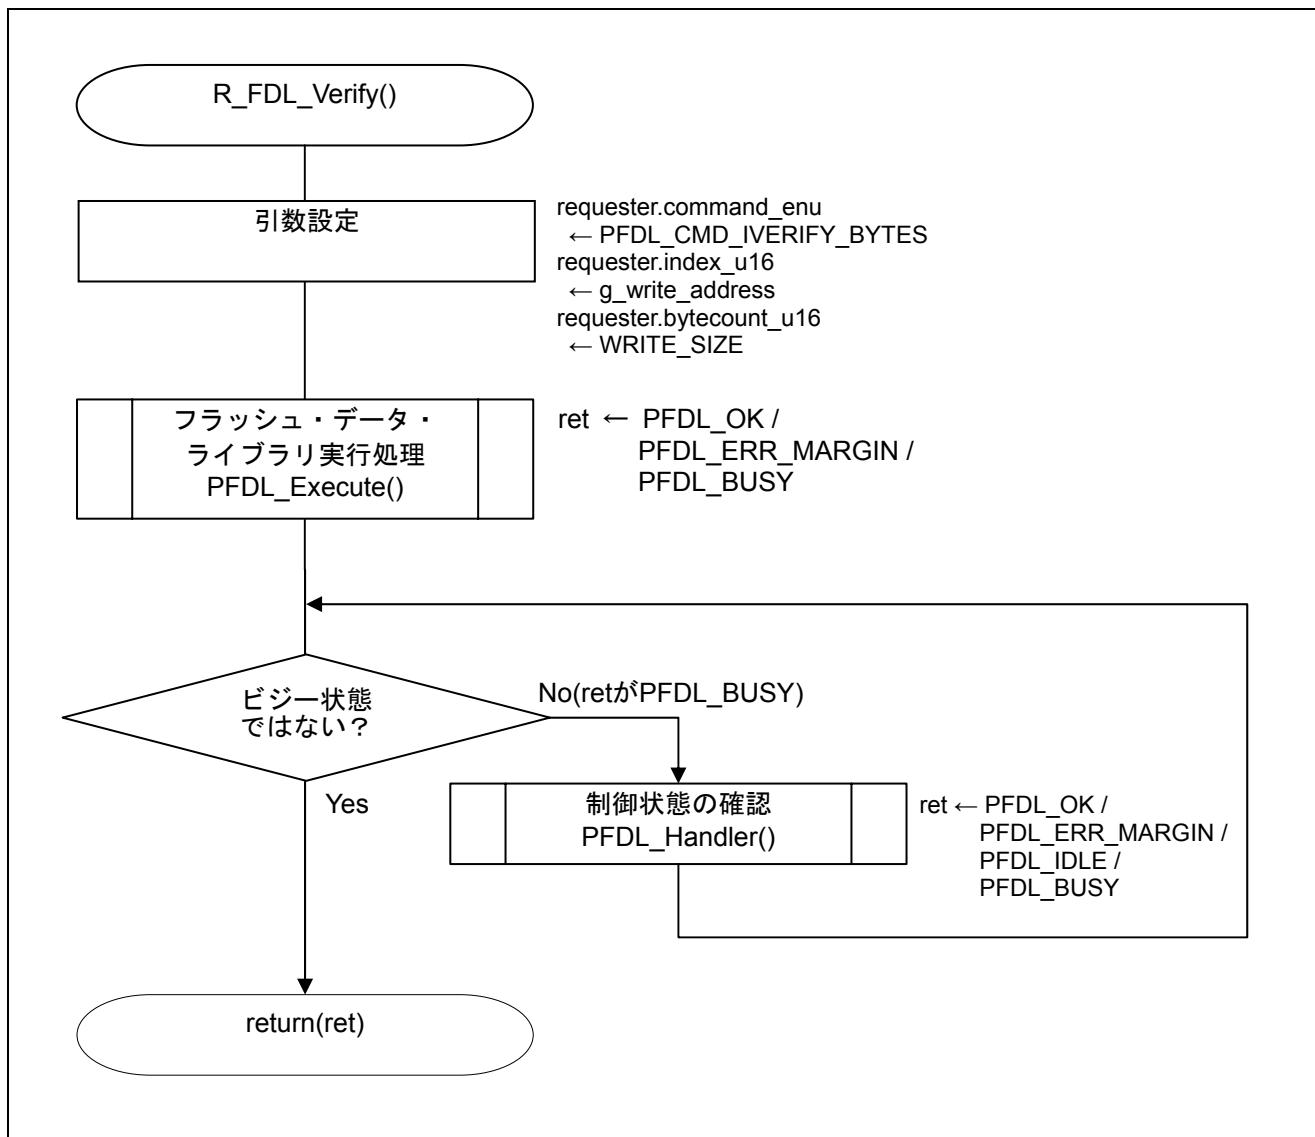 R_FDL_Verify()
引数設定
requester.command_enu
← PFDL_CMD_IVERIFY_BYTES
requester.index_u16
← g_write_address
requester.bytecount_u16
← WRITE_SIZE
フラッシュ・データ・
ライブラリ実行処理
PFDL_Execute()
ret ← PFDL_OK /
PFDL_ERR_MARGIN /
PFDL_BUSY
ビジー状態
ではない？
No(retがPFDL_BUSY)
Yes
制御状態の確認
PFDL_Handler()
ret ← PFDL_OK /
PFDL_ERR_MARGIN /
PFDL_IDLE /
PFDL_BUSY
return(ret)